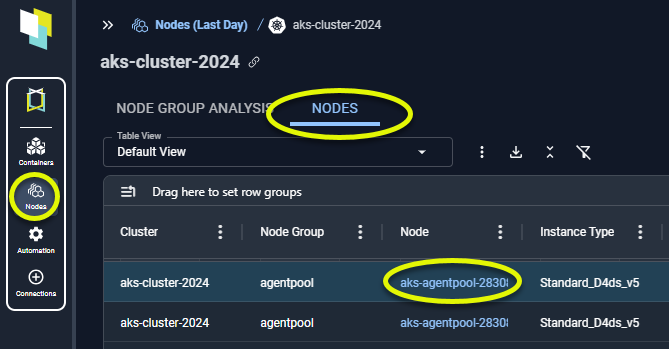 Nodes (Last Day) / aks-cluster-2024
aks-cluster-2024
NODE GROUP ANALYSIS
NODES
Table View
Default View
Containers
Nodes
Automation
Connections
Drag here to set row groups
Cluster Node Group Node Instance Type
aks-cluster-2024 agentpool aks-agentpool-28308 Standard_D4ds_v5
aks-cluster-2024 agentpool aks-agentpool-28308 Standard_D4ds_v5